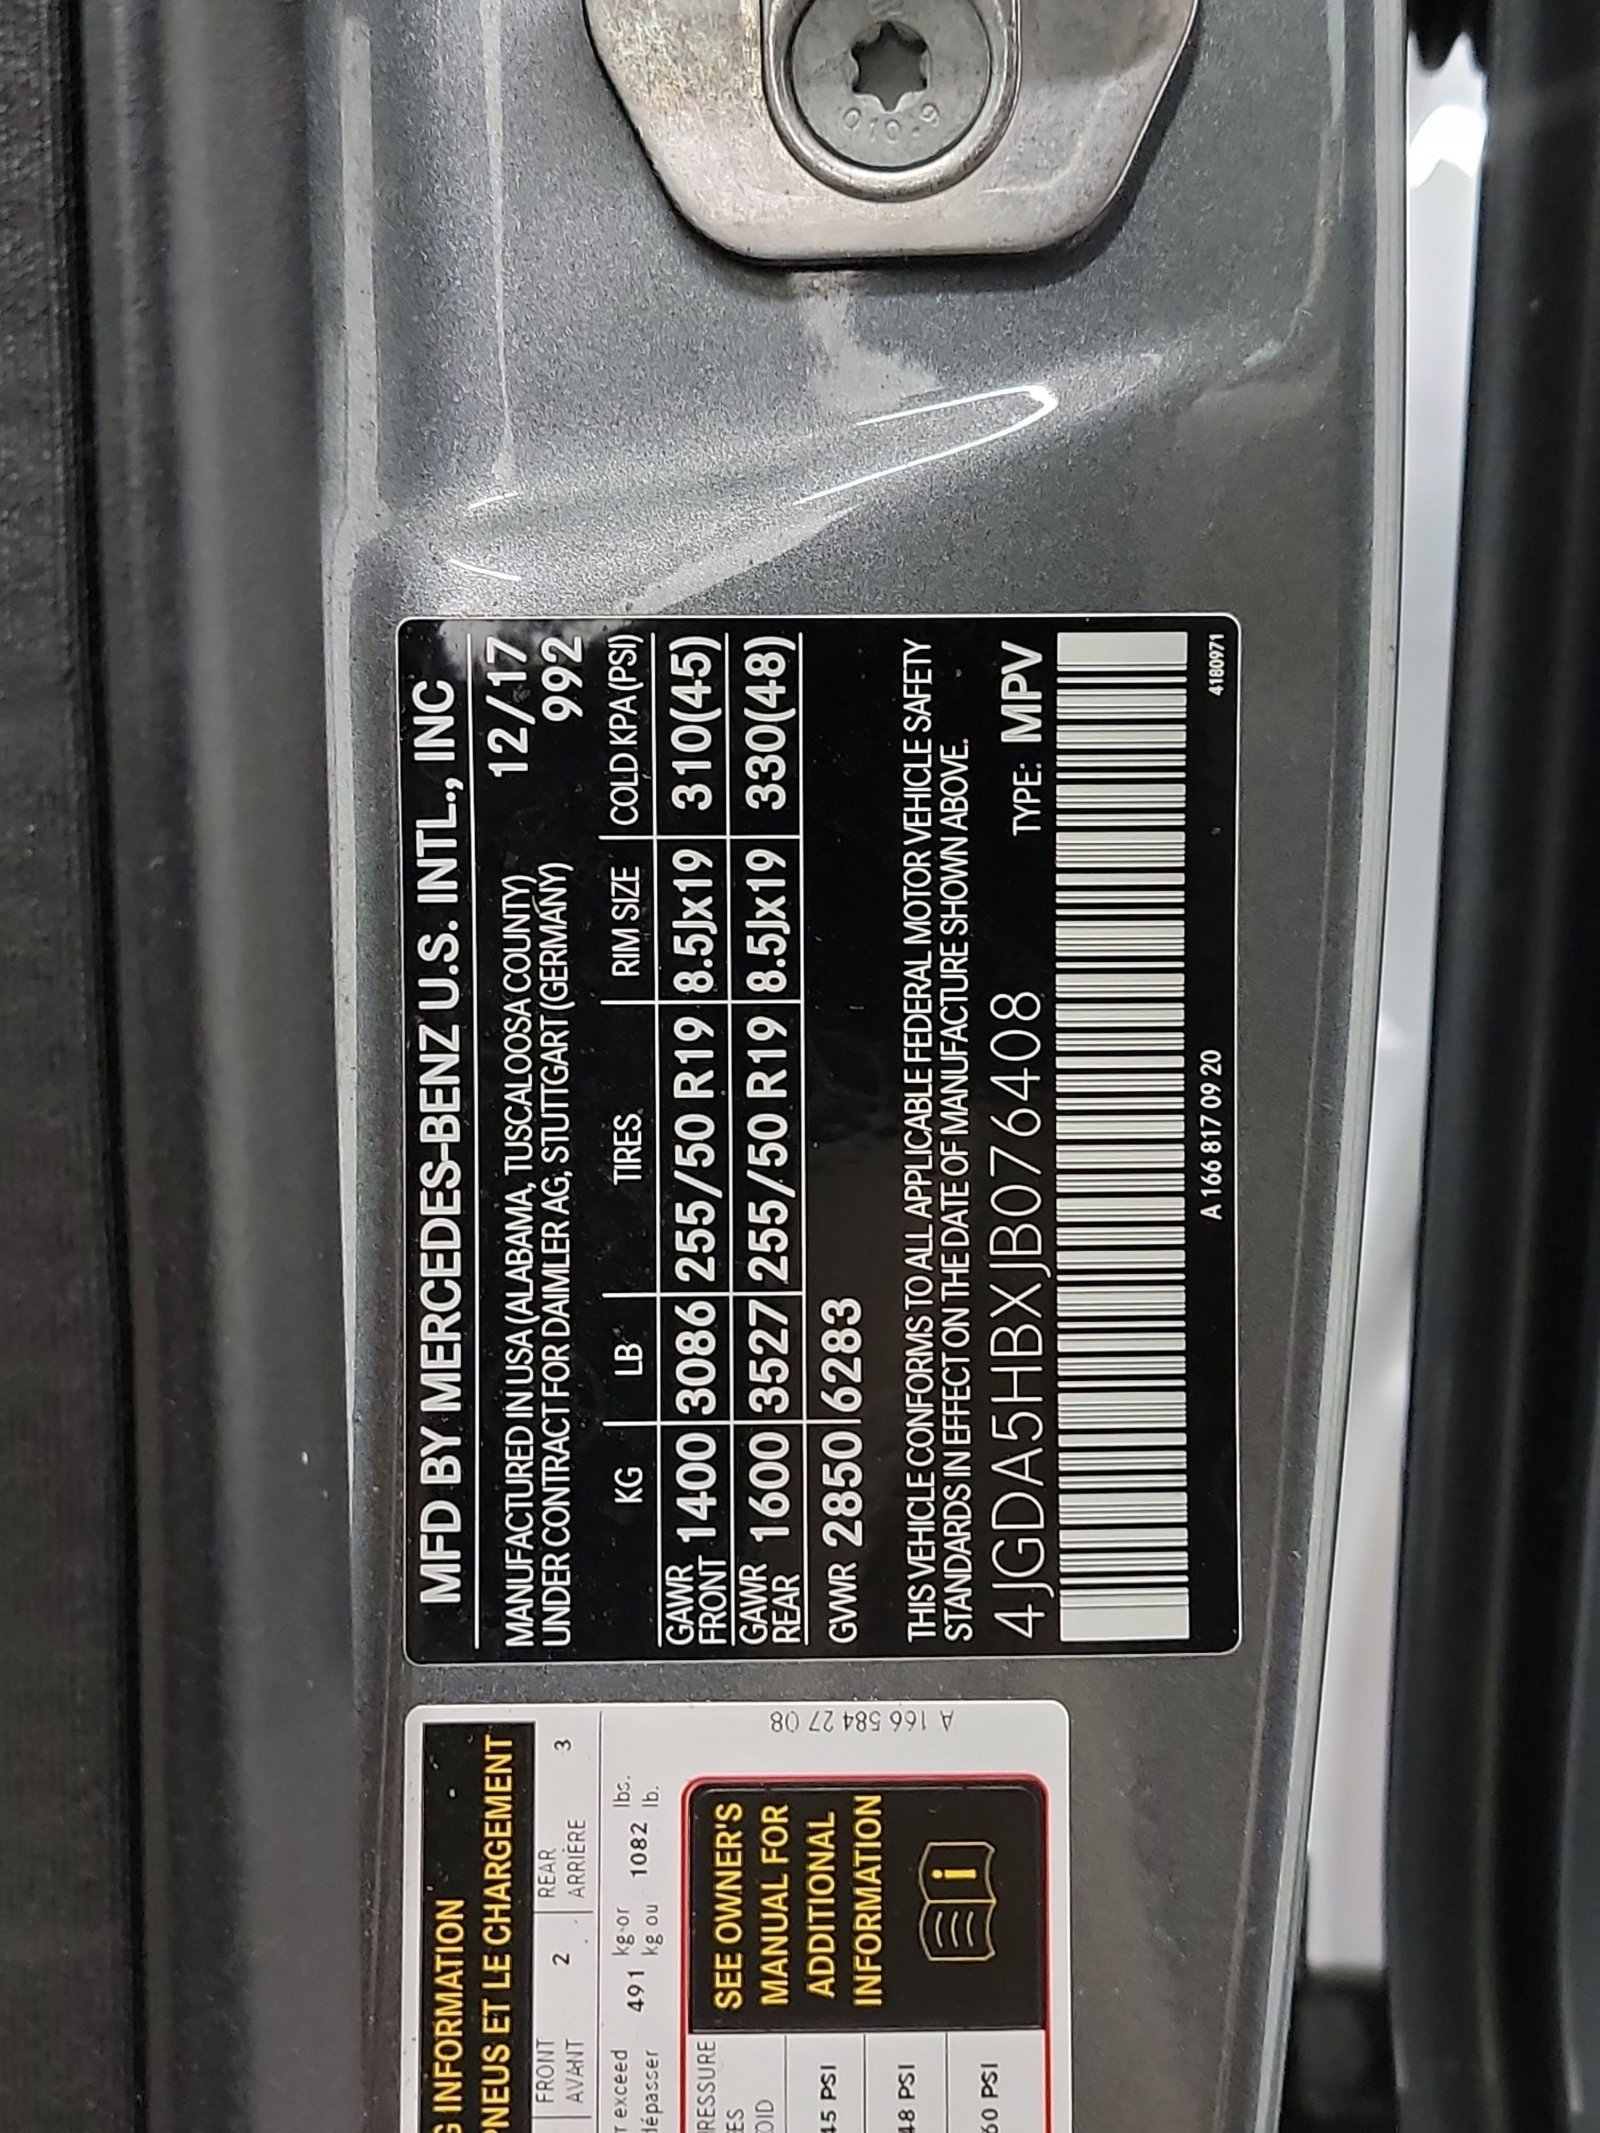 010.9
MFD BY MERCEDES-BENZ U.S. INTL., INC
MANUFACTURED IN USA (ALABAMA, TUSCALOOSA COUNTY) 12/17
UNDER CONTRACT FOR DAIMLER AG, STUTTGART (GERMANY) 992
KG LB TIRES RIM SIZE COLD KPA (PSI)
GAWR
FRONT 1400 3086 255/50 R19 8.5Jx19 310(45)
GAWR
REAR 1600 3527 255/50 R19 8.5Jx19 330(48)
GVWR 2850 6283
THIS VEHICLE CONFORMS TO ALL APPLICABLE FEDERAL MOTOR VEHICLE SAFETY
STANDARDS IN EFFECT ON THE DATE OF MANUFACTURE SHOWN ABOVE.
4JGDA5HBXJB076408 TYPE: MPV
A 166 817 09 20 4180971
INFORMATION
PNEUS ET LE CHARGEMENT
FRONT 2 REAR 3
AVANT ARRIÈRE
exceed 491 kg or 1082 lbs.
dépasser kg ou lb.
SEE OWNER'S
MANUAL FOR
ADDITIONAL
INFORMATION
45 PSI
48 PSI
60 PSI
A 166 584 27 08